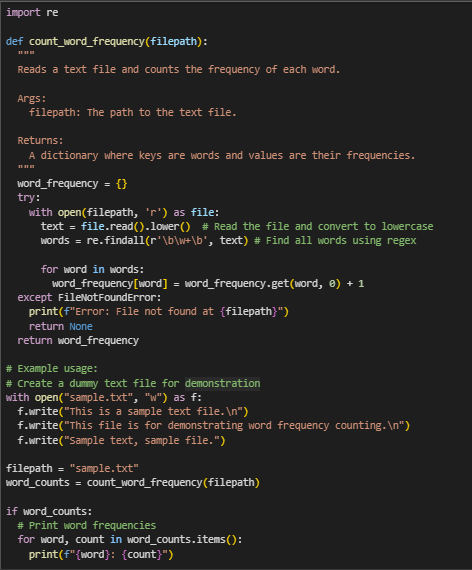 import re

def count_word_frequency(filepath):
  """
  Reads a text file and counts the frequency of each word.

  Args:
    filepath: The path to the text file.

  Returns:
    A dictionary where keys are words and values are their frequencies.
  """
  word_frequency = {}
  try:
    with open(filepath, 'r') as file:
      text = file.read().lower()  # Read the file and convert to lowercase
      words = re.findall(r'\b\w+\b', text) # Find all words using regex

      for word in words:
        word_frequency[word] = word_frequency.get(word, 0) + 1
  except FileNotFoundError:
    print(f"Error: File not found at {filepath}")
    return None
  return word_frequency

# Example usage:
# Create a dummy text file for demonstration
with open("sample.txt", "w") as f:
  f.write("This is a sample text file.\n")
  f.write("This file is for demonstrating word frequency counting.\n")
  f.write("Sample text, sample file.")

filepath = "sample.txt"
word_counts = count_word_frequency(filepath)

if word_counts:
  # Print word frequencies
  for word, count in word_counts.items():
    print(f"{word}: {count}")